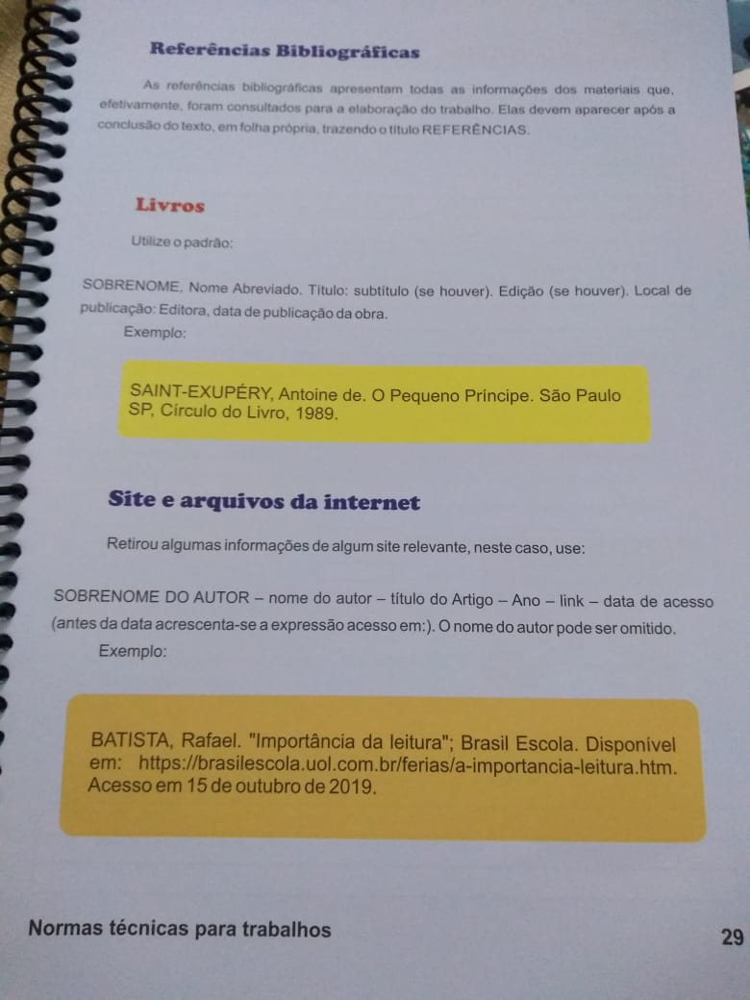 Referências Bibliográficas
As referências bibliográficas apresentam todas as informações dos materiais que,
efetivamente, foram consultados para a elaboração do trabalho. Elas devem aparecer após a
conclusão do texto, em folha própria, trazendo o título REFERÊNCIAS.
Livros
Utilize o padrão:
SOBRENOME, Nome Abreviado. Título: subtítulo (se houver). Edição (se houver). Local de
publicação: Editora, data de publicação da obra.
Exemplo:
SAINT-EXUPÉRY, Antoine de. O Pequeno Príncipe. São Paulo
SP, Círculo do Livro, 1989.
Site e arquivos da internet
Retirou algumas informações de algum site relevante, neste caso, use:
SOBRENOME DO AUTOR – nome do autor – título do Artigo – Ano – link – data de acesso
(antes da data acrescenta-se a expressão acesso em:). O nome do autor pode ser omitido.
Exemplo:
BATISTA, Rafael. "Importância da leitura"; Brasil Escola. Disponível
em: https://brasilescola.uol.com.br/ferias/a-importancia-leitura.htm.
Acesso em 15 de outubro de 2019.
Normas técnicas para trabalhos
29